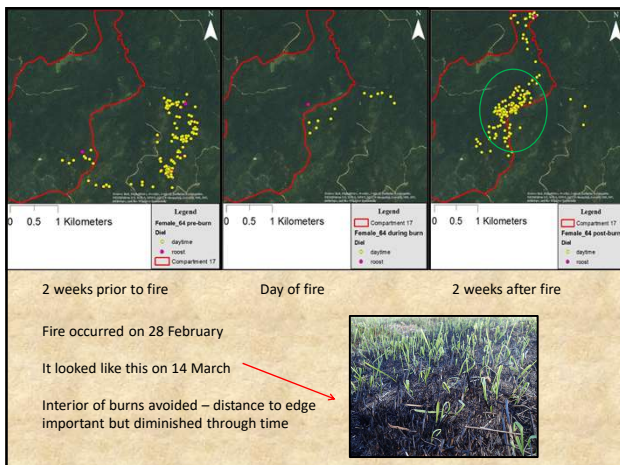 N
N
N
0 0.5 1 Kilometers
Legend
Female_64 pre-burn
Diel
daytime
roost
Compartment 17
0 0.5 1 Kilometers
Legend
Compartment 17
Female_64 during burn
Diel
daytime
roost
0 0.5 1 Kilometers
Legend
Compartment 17
Female_64 post-burn
Diel
daytime
roost
2 weeks prior to fire
Day of fire
2 weeks after fire
Fire occurred on 28 February
It looked like this on 14 March
Interior of burns avoided – distance to edge
important but diminished through time